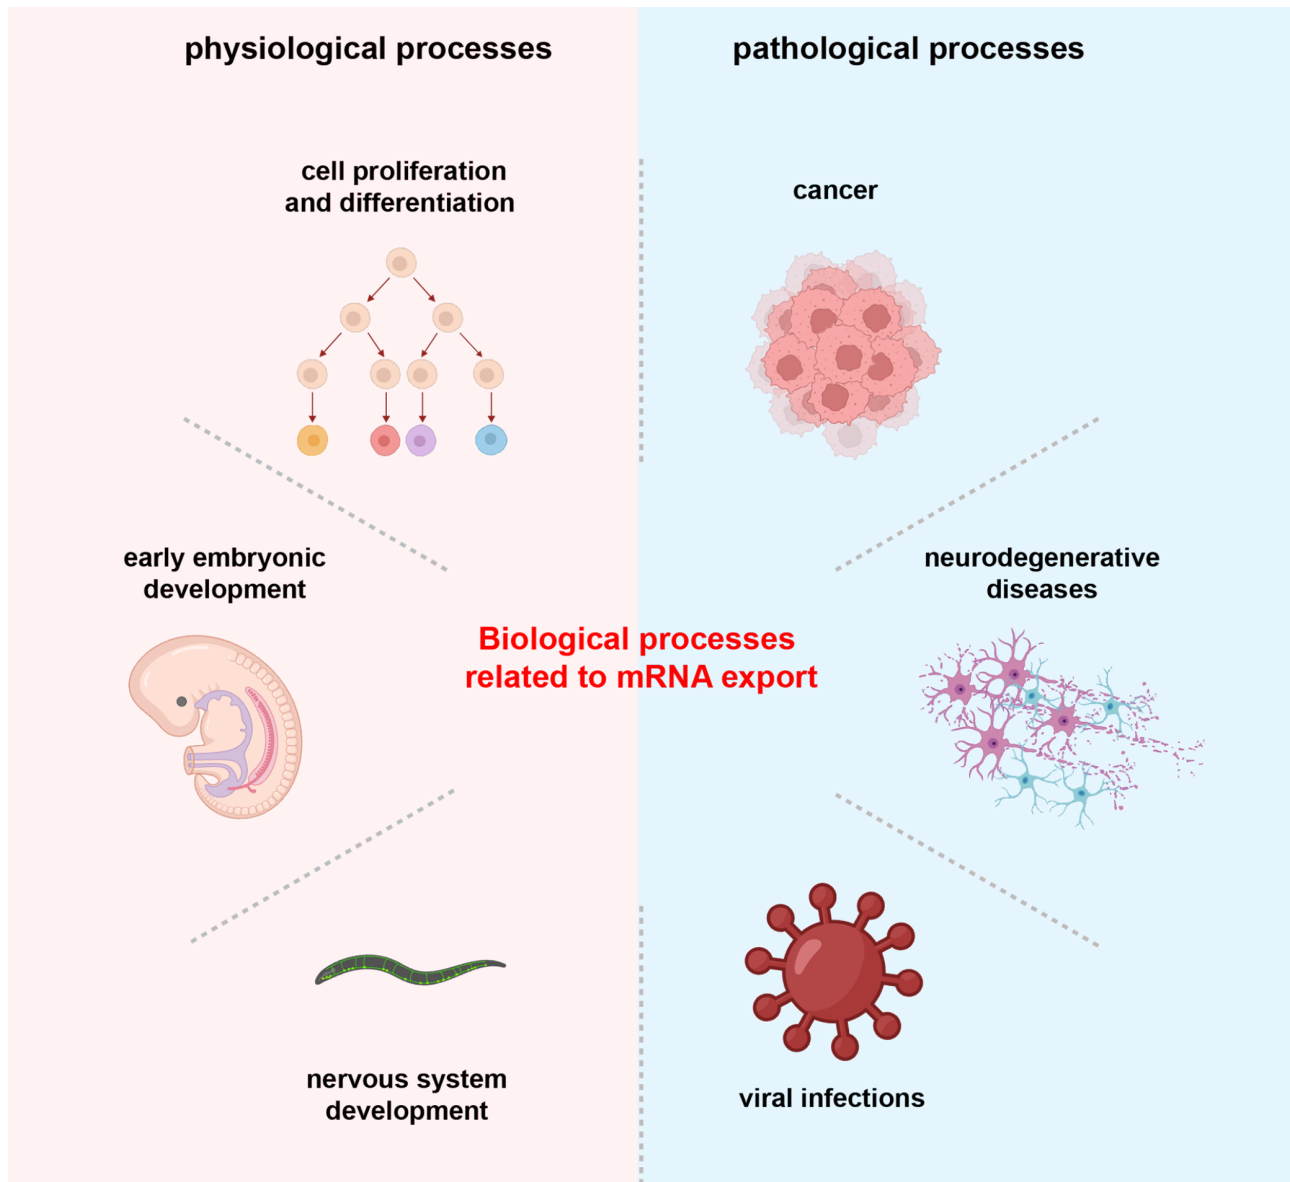 physiological processes
pathological processes
cell proliferation
and differentiation
cancer
early embryonic
development
neurodegenerative
diseases
Biological processes
related to mRNA export
nervous system
development
viral infections